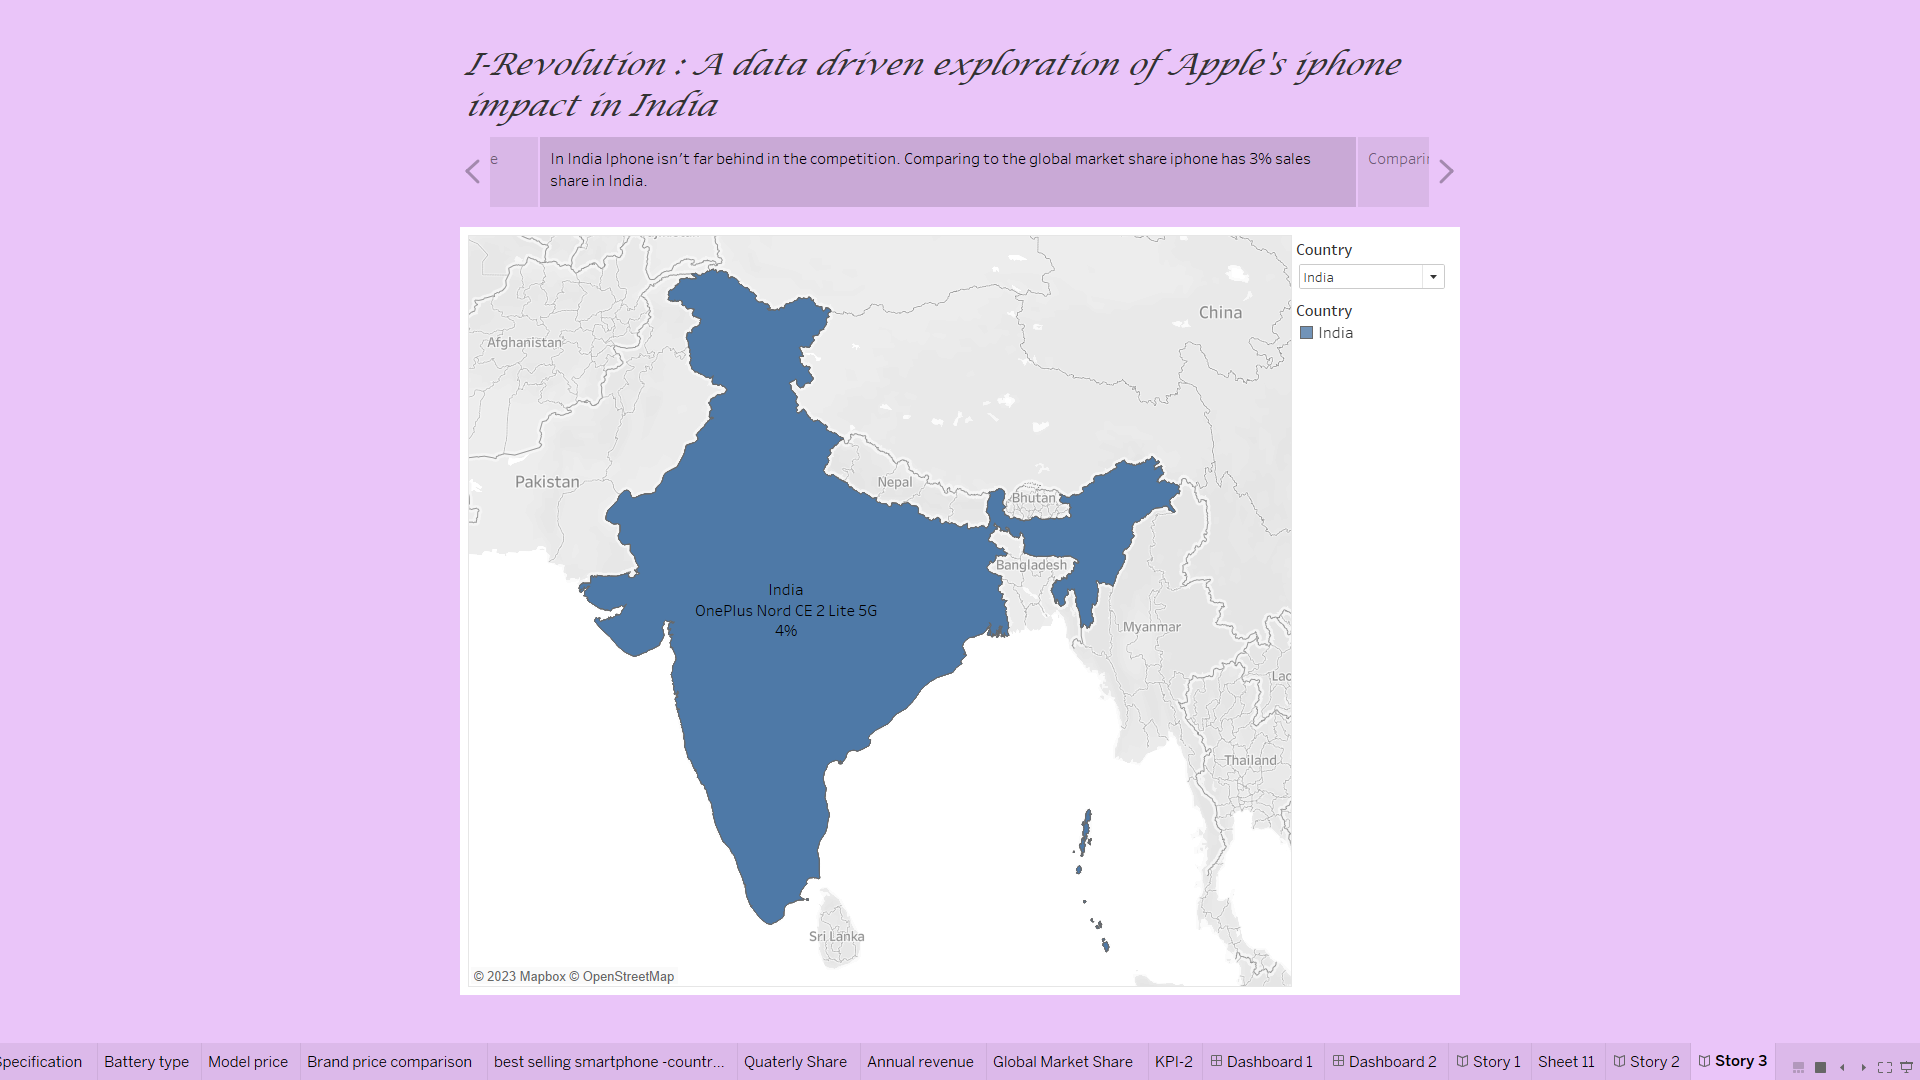 I-Revolution : A data driven exploration of Apple's iphone
impact in India
e
In India Iphone isn't far behind in the competition. Comparing to the global market share iphone has 3% sales
share in India.
Country
India
Country
India
China
Afghanistan
Pakistan
Nepal
Bhutan
Bangladesh
India
OnePlus Nord CE 2 Lite 5G
4%
Myanmar
Thailand
Sri Lanka
© 2023 Mapbox © OpenStreetMap
Battery type
Model price
Brand price comparison
best selling smartphone -countr...
Quaterly Share
Annual revenue
Global Market Share
KPI-2
Dashboard 1
Dashboard 2
Story 1
Sheet 11
Story 2
Story 3